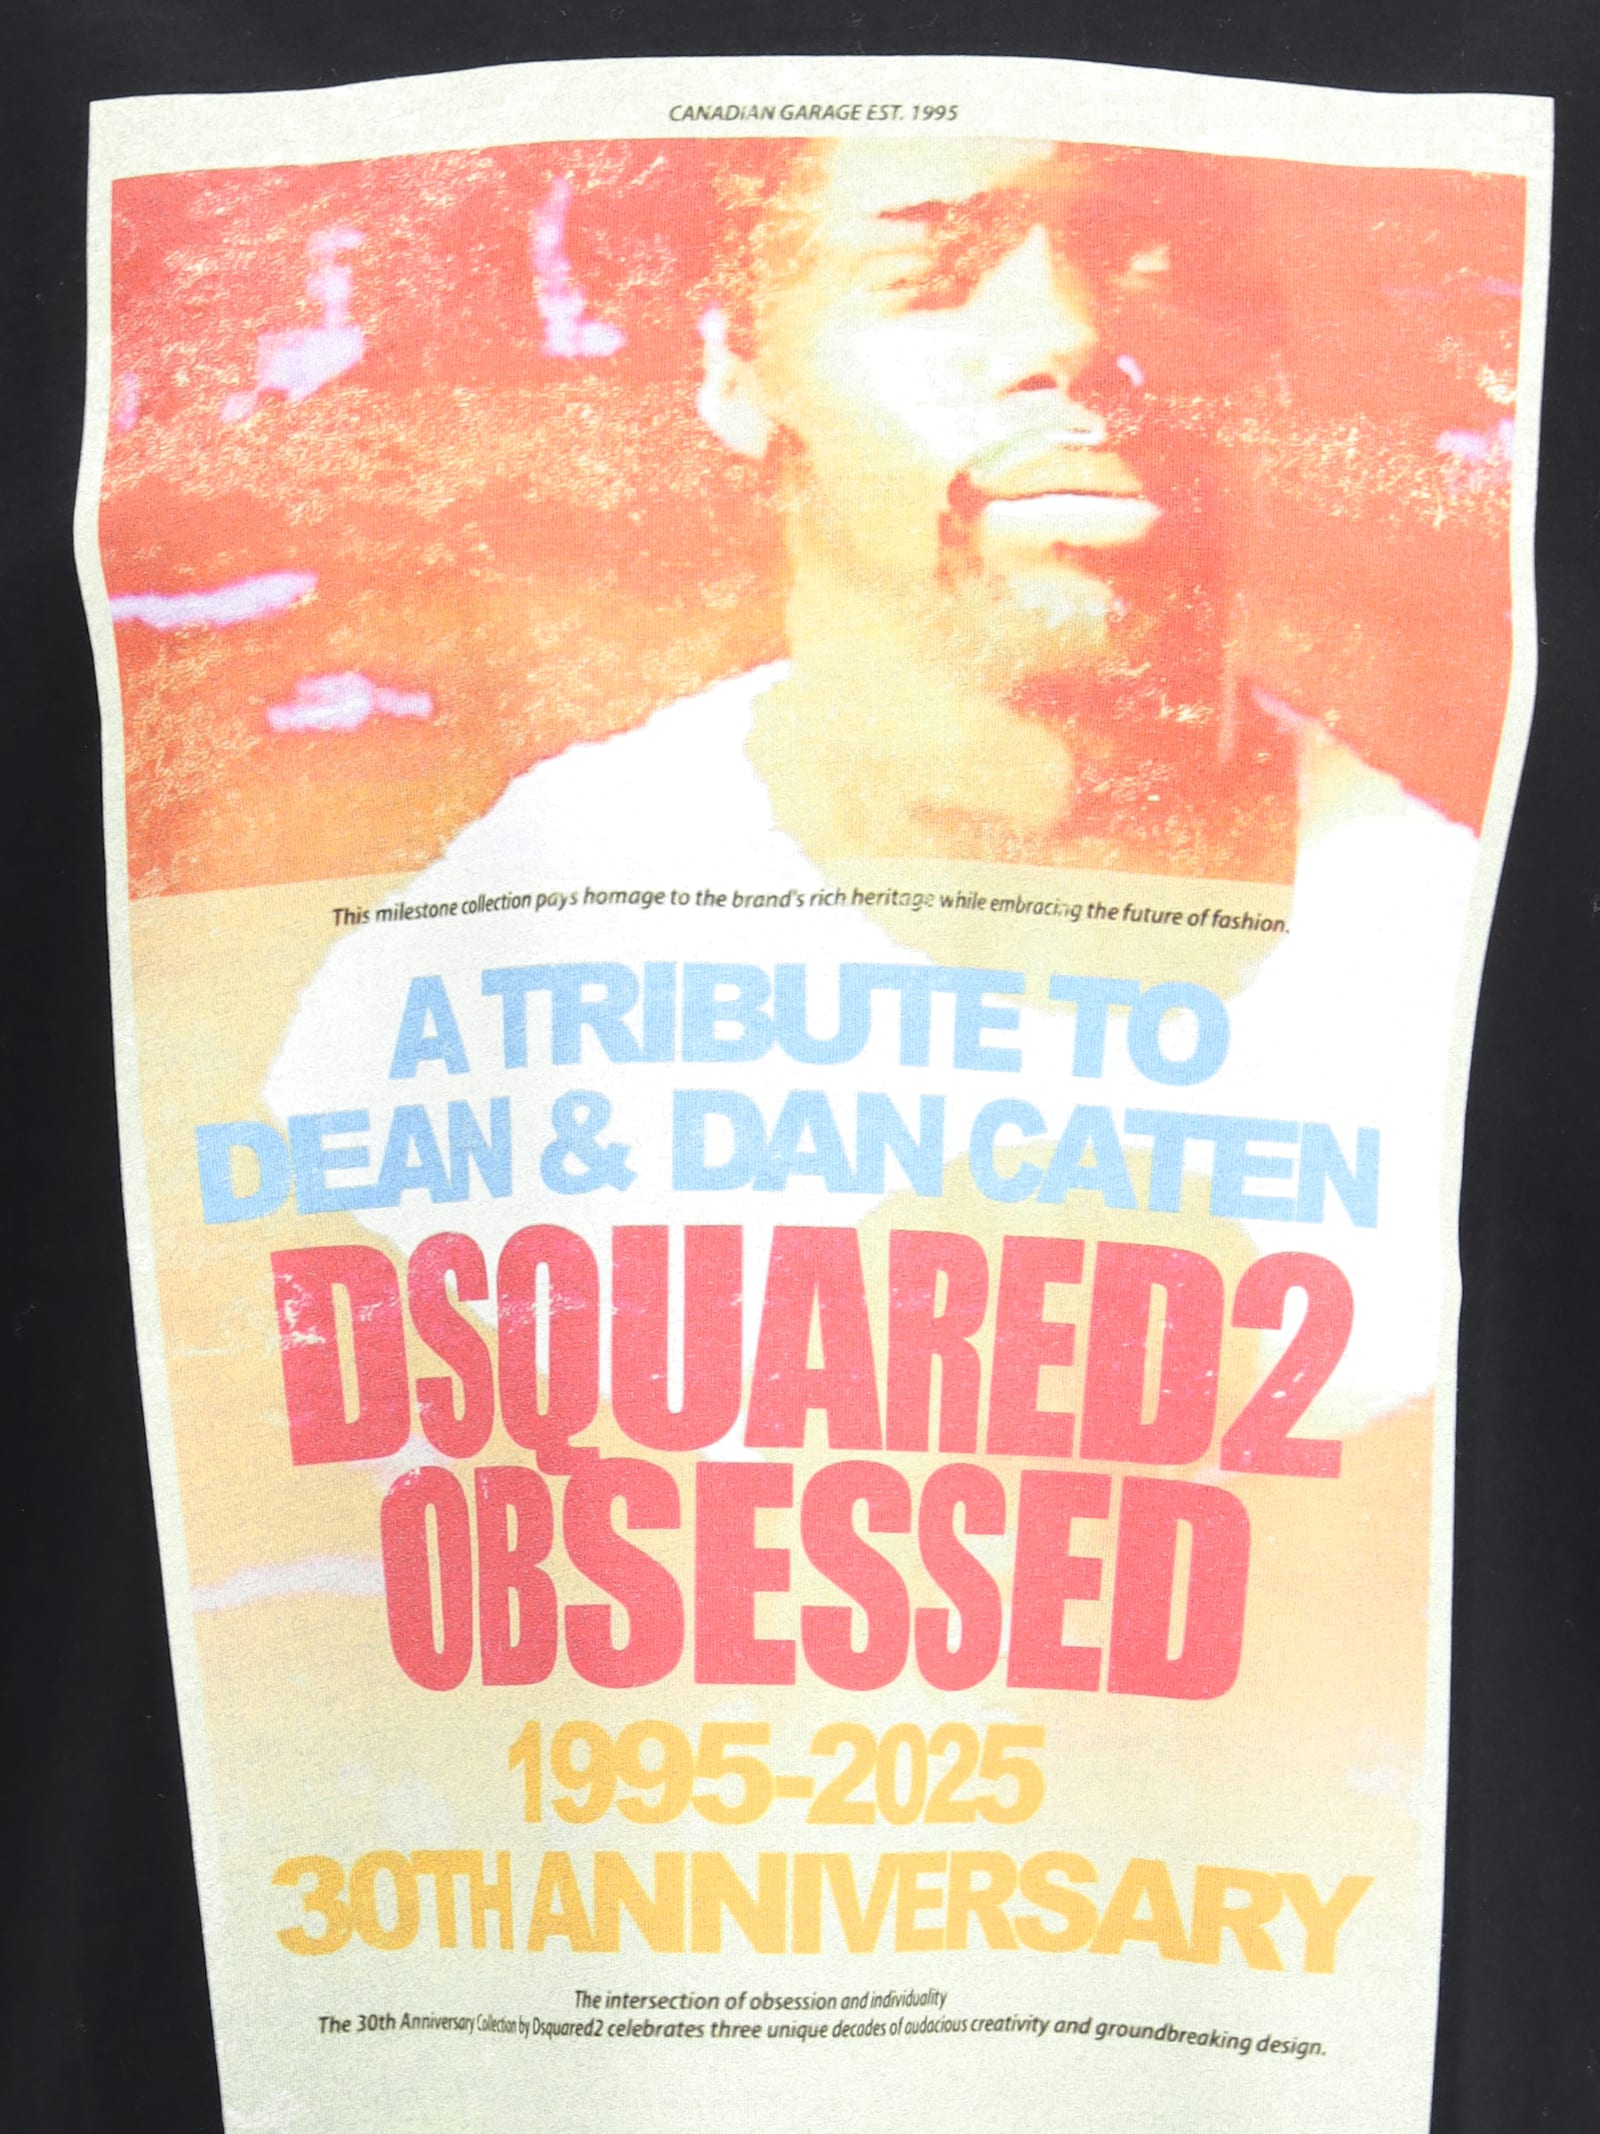 CANADIAN GARAGE EST. 1995
This milestone collection pays homage to the brand's rich heritage while embracing the future of fashion.
A TRIBUTE TO
DEAN & DAN CATEN
DSQUARED2
OBSESSED
1995-2025
30TH ANNIVERSARY
The intersection of obsession and individuality
The 30th Anniversary Collection by Dsquared2 celebrates three unique decades of audacious creativity and groundbreaking design.